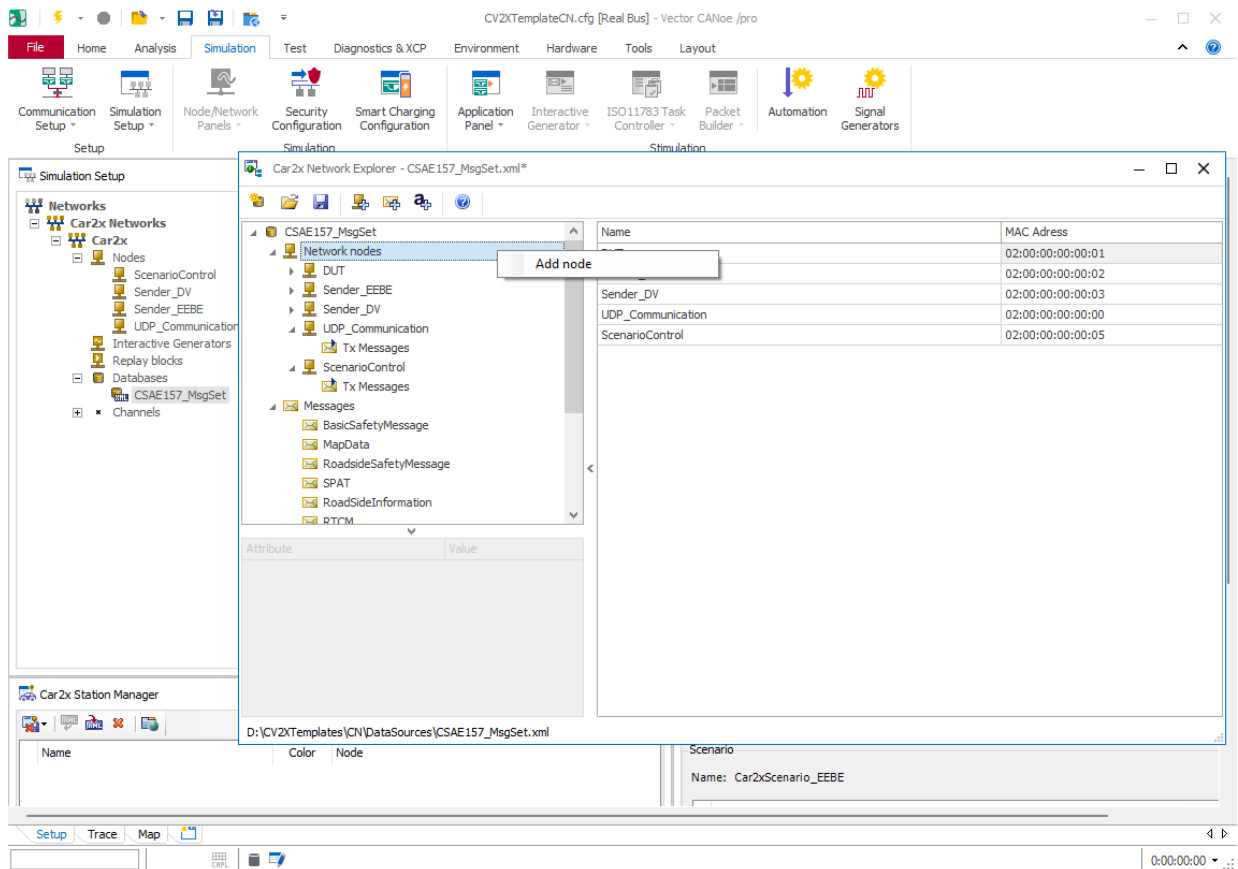 CV2XTemplateCN.cfg [Real Bus] - Vector CANoe /pro
File Home Analysis Simulation Test Diagnostics & XCP Environment Hardware Tools Layout
Communication Setup
Simulation Setup
Node/Network Panels
Security Configuration
Smart Charging Configuration
Application Panel
Interactive Generator
ISO11783 Task Controller
Packet Builder
Automation
Signal Generators
Setup Simulation Stimulation
Simulation Setup
Networks
Car2x Networks
Car2x
Nodes
ScenarioControl
Sender_DV
Sender_EEBE
UDP_Communication
Interactive Generators
Replay blocks
Databases
CSAE157_MsgSet
Channels
Car2x Network Explorer - CSAE157_MsgSet.xml*
CSAE157_MsgSet
Network nodes
DUT
Sender_EEBE
Sender_DV
UDP_Communication
Tx Messages
ScenarioControl
Tx Messages
Messages
BasicSafetyMessage
MapData
RoadsideSafetyMessage
SPAT
RoadSideInformation
RTCM
Add node
Name MAC Adress
02:00:00:00:00:01
02:00:00:00:00:02
Sender_DV 02:00:00:00:00:03
UDP_Communication 02:00:00:00:00:00
ScenarioControl 02:00:00:00:00:05
Attribute Value
D:\CV2XTemplates\CN\DataSources\CSAE157_MsgSet.xml
Car2x Station Manager
Name Color Node
Scenario
Name: Car2xScenario_EEBE
Setup Trace Map
CAPL
0:00:00:00